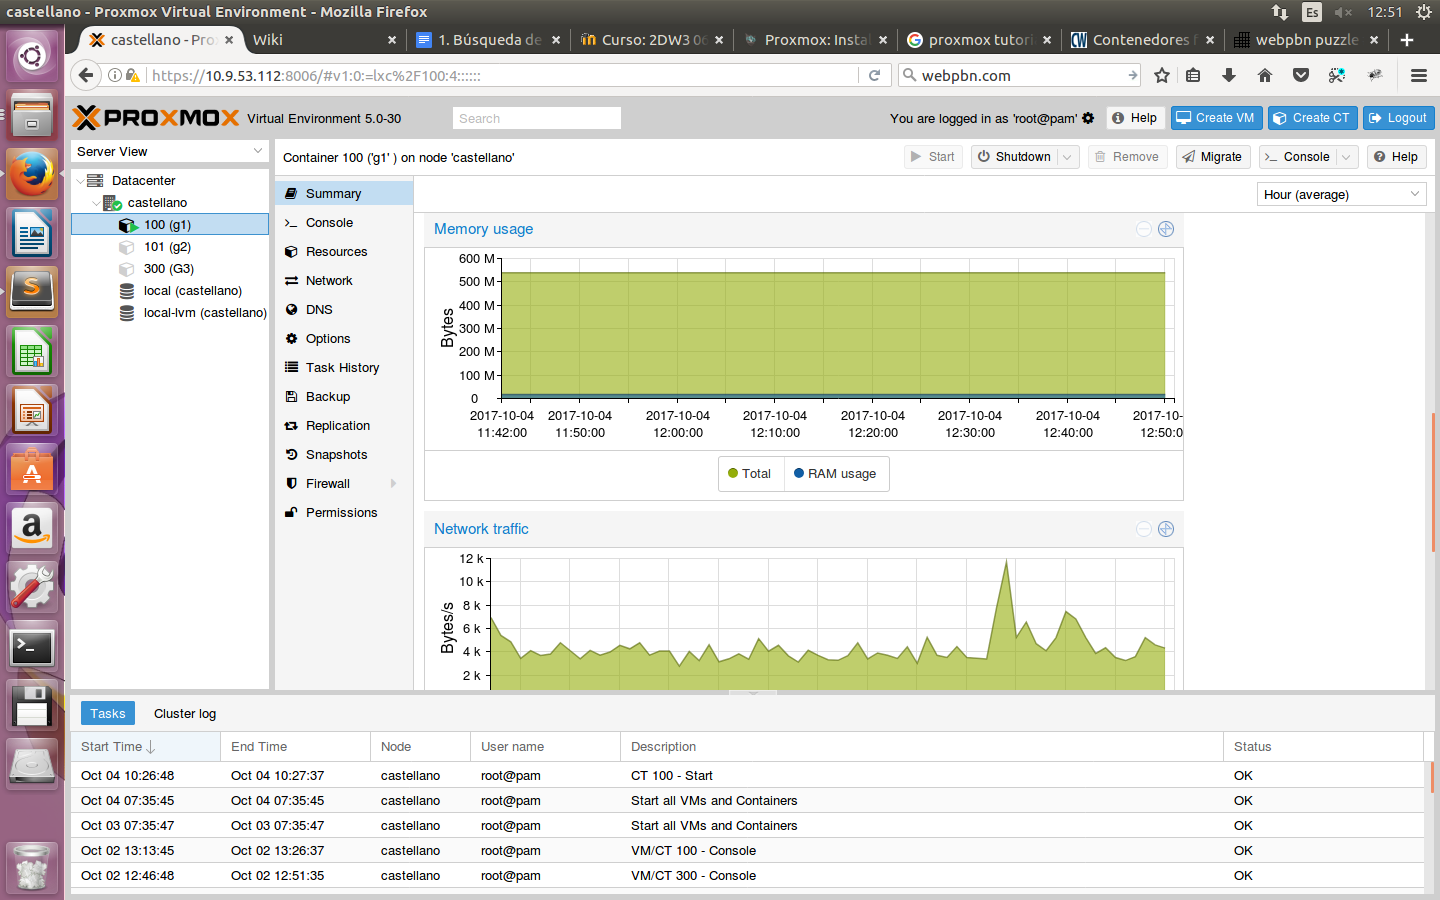 castellano - Proxmox Virtual Environment - Mozilla Firefox
Es
12:51
castellano - Pro
Wiki
1. Búsqueda de
Curso: 2DW3 06
Proxmox: Insta
proxmox tutori
Contenedores
webpbn puzzle
https://10.9.53.112:8006/#v1:0:=lxc%2F100:4::::::
webpbn.com
PROXMOX Virtual Environment 5.0-30
Search
You are logged in as 'root@pam'
Help
Create VM
Create CT
Logout
Server View
Datacenter
castellano
100 (g1)
101 (g2)
300 (G3)
local (castellano)
local-lvm (castellano)
Container 100 ('g1' ) on node 'castellano'
Start
Shutdown
Remove
Migrate
Console
Help
Summary
Console
Resources
Network
DNS
Options
Task History
Backup
Replication
Snapshots
Firewall
Permissions
Hour (average)
Memory usage
Bytes
600 M
500 M
400 M
300 M
200 M
100 M
0
2017-10-04 11:42:00
2017-10-04 11:50:00
2017-10-04 12:00:00
2017-10-04 12:10:00
2017-10-04 12:20:00
2017-10-04 12:30:00
2017-10-04 12:40:00
2017-10- 12:50:0
Total
RAM usage
Network traffic
Bytes/s
12 k
10 k
8 k
6 k
4 k
2 k
Tasks
Cluster log
Start Time End Time Node User name Description Status
Oct 04 10:26:48 Oct 04 10:27:37 castellano root@pam CT 100 - Start OK
Oct 04 07:35:45 Oct 04 07:35:45 castellano root@pam Start all VMs and Containers OK
Oct 03 07:35:47 Oct 03 07:35:47 castellano root@pam Start all VMs and Containers OK
Oct 02 13:13:45 Oct 02 13:26:37 castellano root@pam VM/CT 100 - Console OK
Oct 02 12:46:48 Oct 02 12:51:35 castellano root@pam VM/CT 300 - Console OK